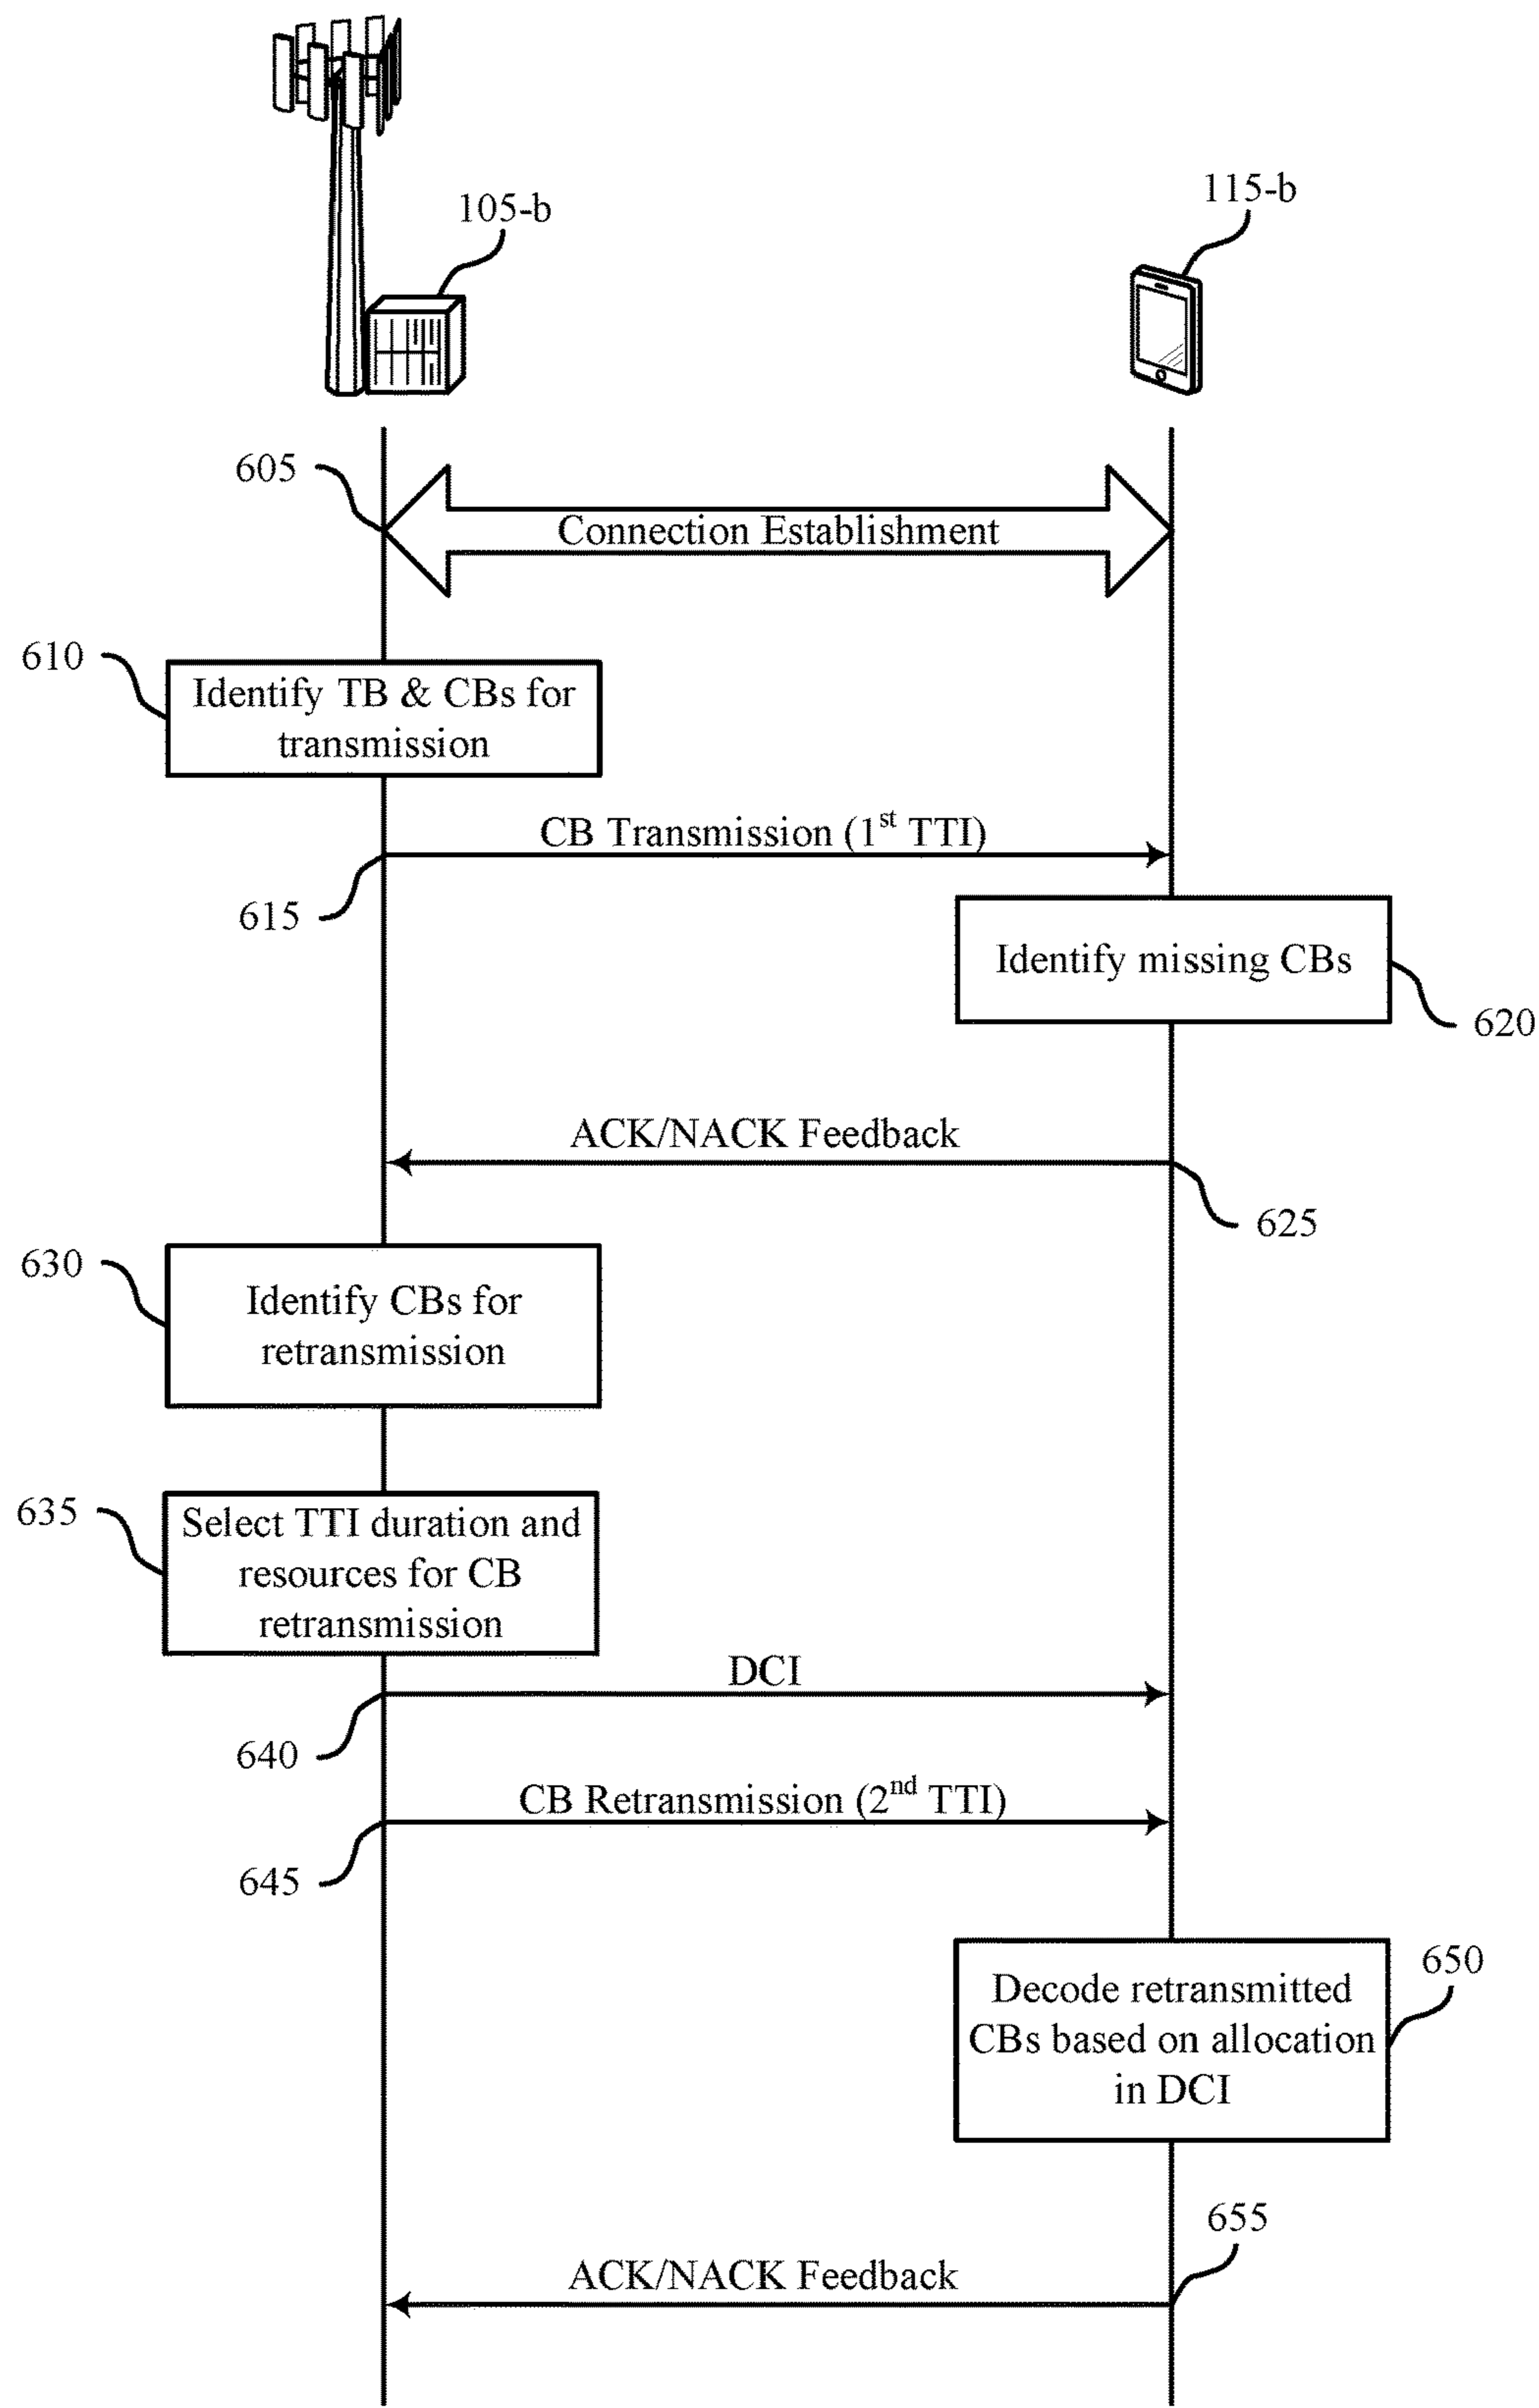 105-b
115-b
605
Connection Establishment
610
Identify TB & CBs for
transmission
CB Transmission (1st TTI)
615
Identify missing CBs
620
ACK/NACK Feedback
625
630
Identify CBs for
retransmission
635
Select TTI duration and
resources for CB
retransmission
DCI
640
CB Retransmission (2nd TTI)
645
650
Decode retransmitted
CBs based on allocation
in DCI
655
ACK/NACK Feedback